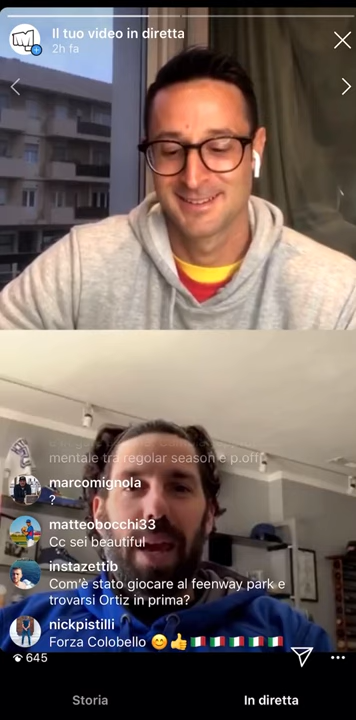 Il tuo video in diretta
2h fa
mentale tra regolar season e p.off
marcomignola
?
matteobocchi33
Cc sei beautiful
instazettib
Com'è stato giocare al feenway park e
trovarsi Ortiz in prima?
nickpistilli
Forza Colobello 😊👍🇮🇹🇮🇹🇮🇹🇮🇹🇮🇹
645
Storia
In diretta